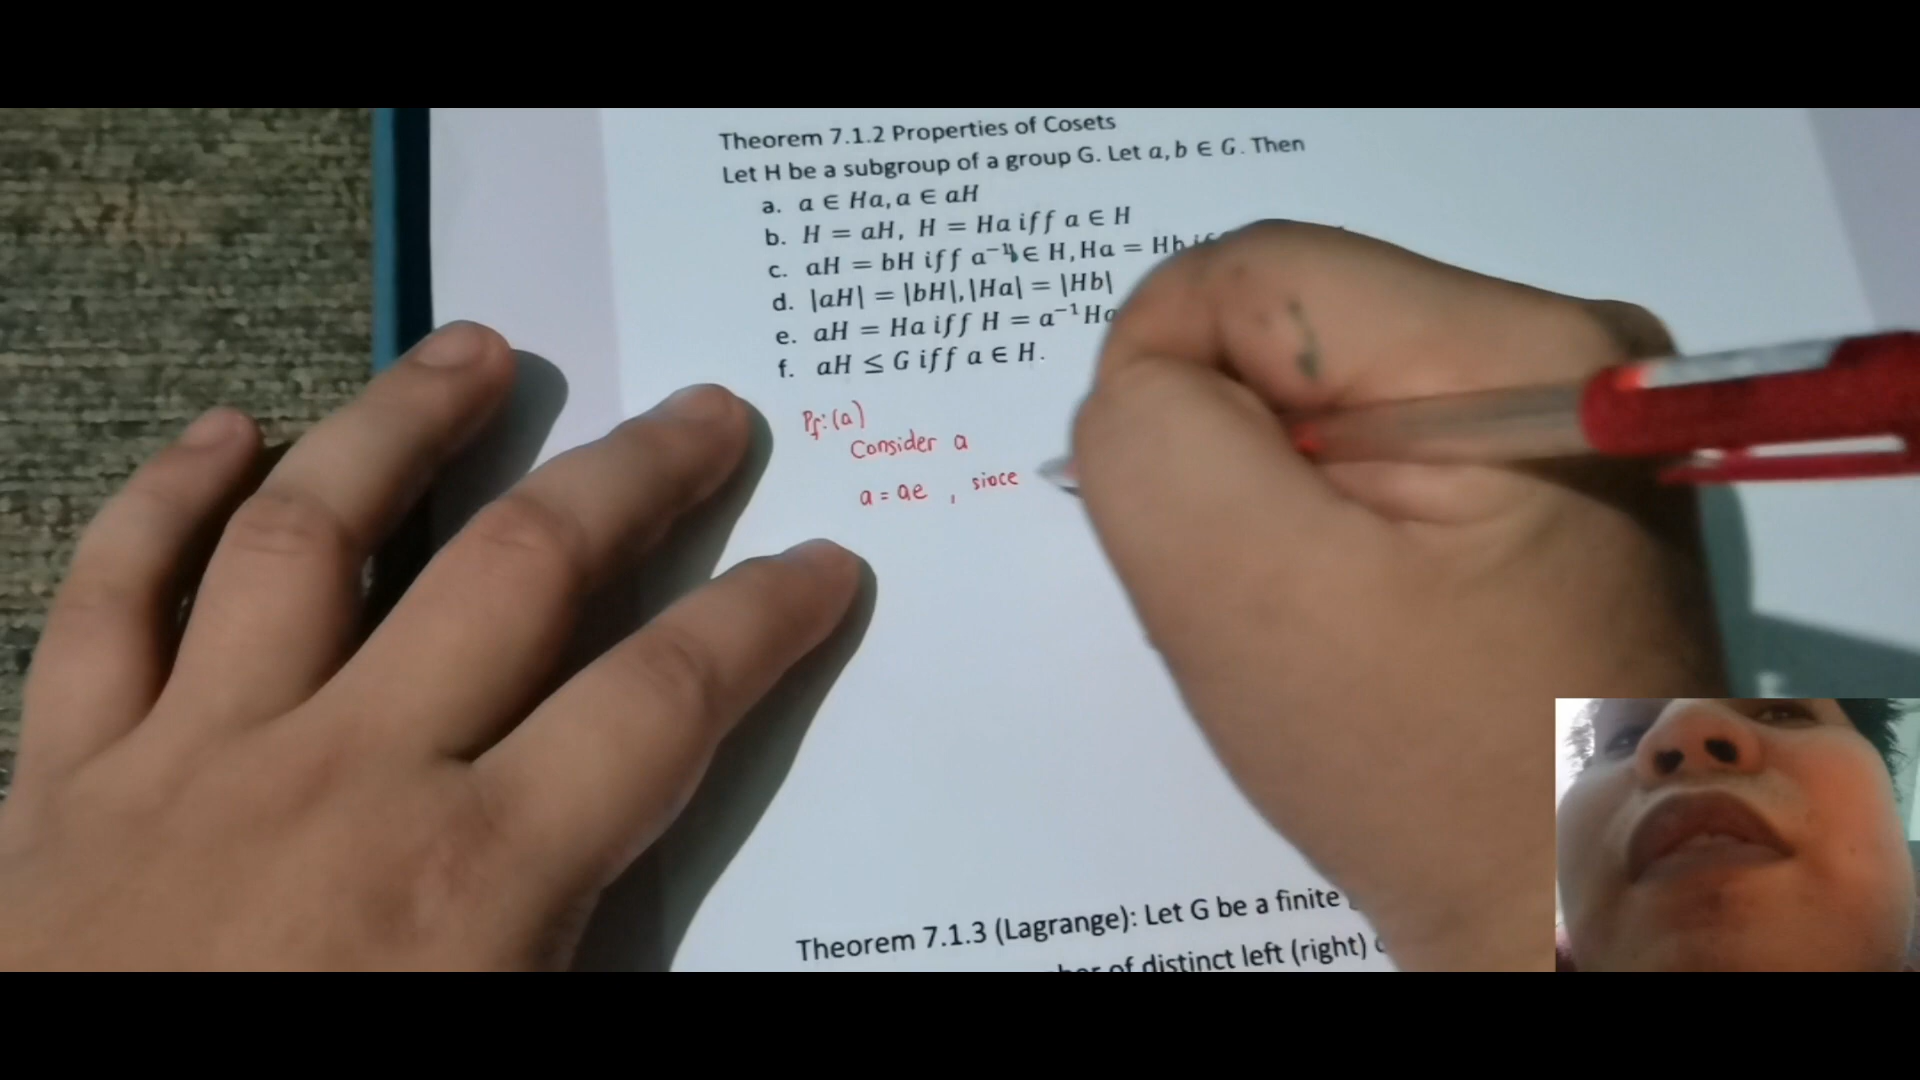 Theorem 7.1.2 Properties of Cosets
Let H be a subgroup of a group G. Let a, b ∈ G. Then
a. a ∈ Ha, a ∈ aH
b. H = aH, H = Ha iff a ∈ H
c. aH = bH iff a⁻¹b ∈ H, Ha = Hb
d. |aH| = |bH|, |Ha| = |Hb|
e. aH = Ha iff H = a⁻¹Ha
f. aH ≤ G iff a ∈ H.
Pf: (a)
Consider a
a = ae , since
Theorem 7.1.3 (Lagrange): Let G be a finite
of distinct left (right)